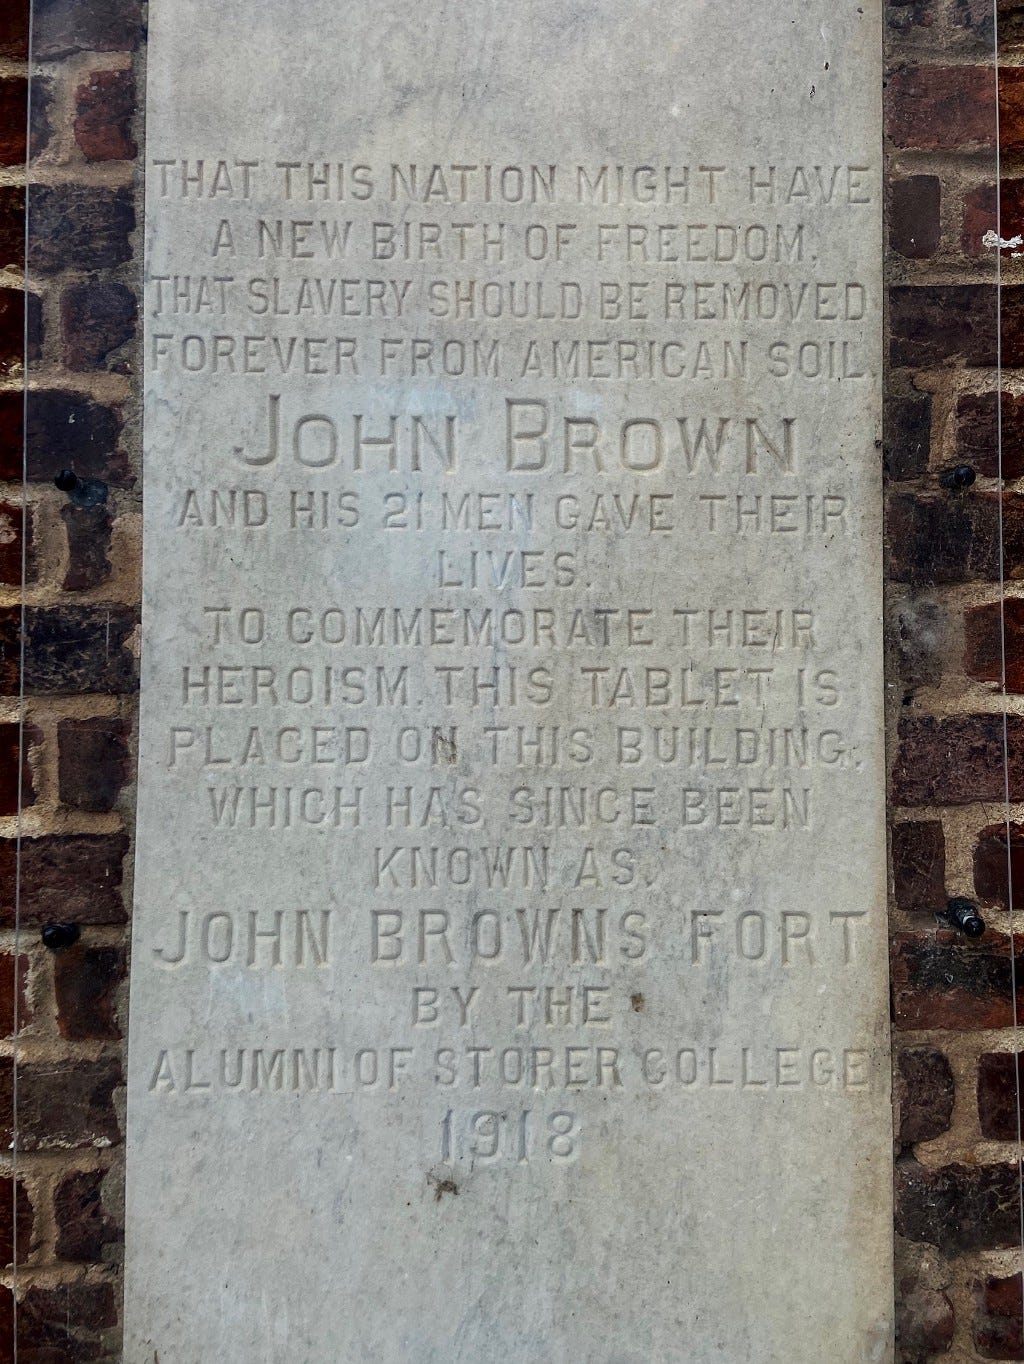 THAT THIS NATION MIGHT HAVE
A NEW BIRTH OF FREEDOM.
THAT SLAVERY SHOULD BE REMOVED
FOREVER FROM AMERICAN SOIL.
JOHN BROWN
AND HIS 21 MEN GAVE THEIR
LIVES.
TO COMMEMORATE THEIR
HEROISM. THIS TABLET IS
PLACED ON THIS BUILDING.
WHICH HAS SINCE BEEN
KNOWN AS.
JOHN BROWNS FORT
BY THE
ALUMNI OF STORER COLLEGE
1918